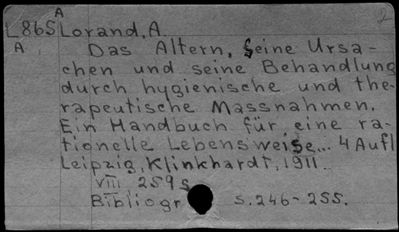 A
L865 Lorand, A.
A Das Altern, seine Ursa-
chen und seine Behandlung
durch hygienische und the-
rapeutische Massnahmen.
Ein Handbuch für eine ra-
tionelle Lebensweise... 4 Aufl
Leipzig, Klinkhardt, 1911.
VIII 259 s
Bibliogr s. 246-255.